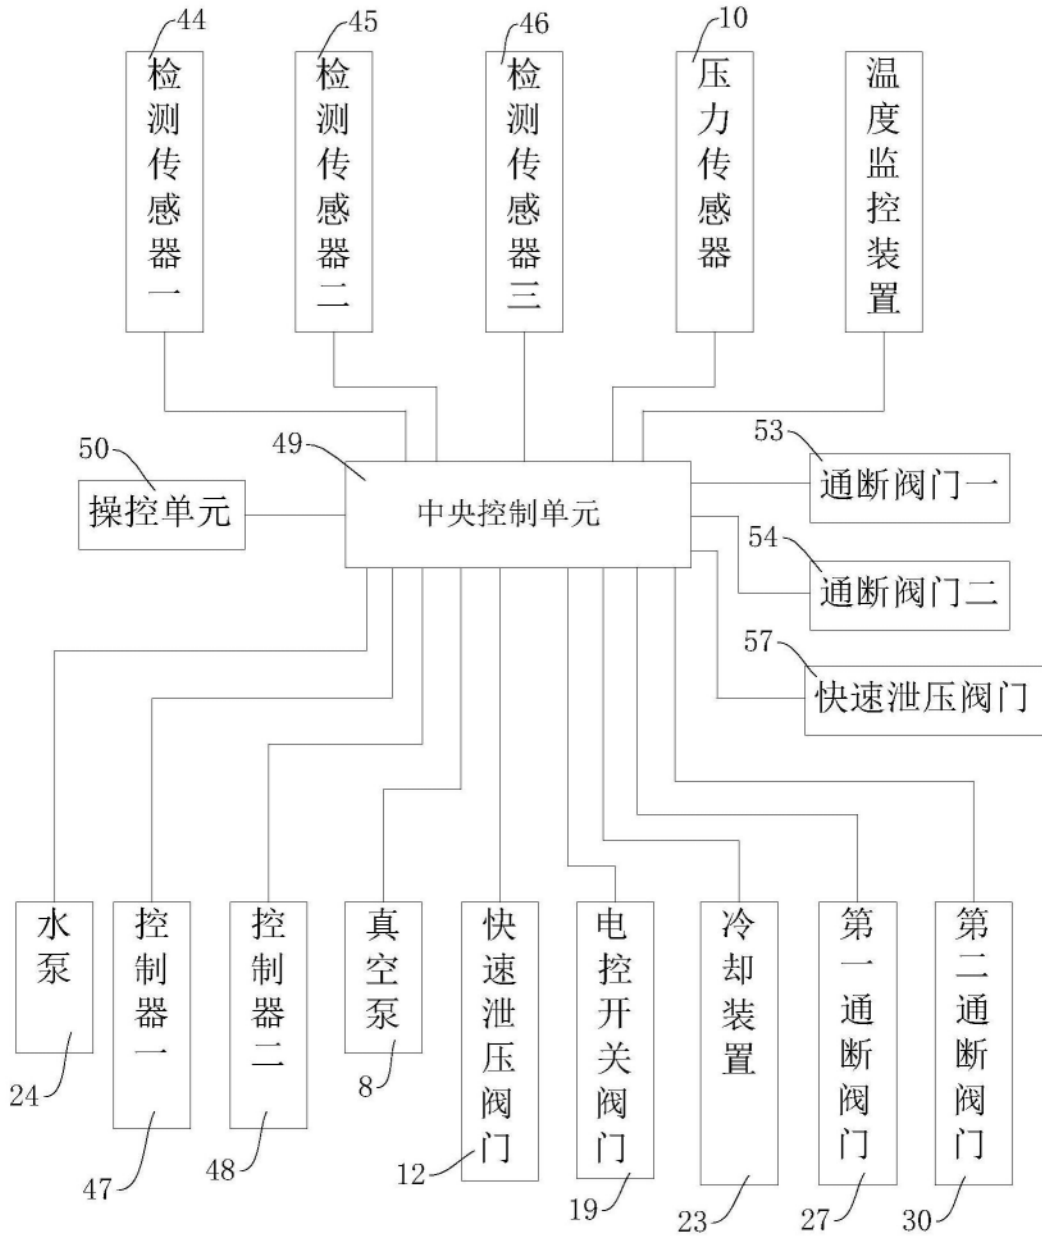 44
45
46
10
检测传感器一
检测传感器二
检测传感器三
压力传感器
温度监控装置
50
操控单元
49
中央控制单元
53
通断阀门一
54
通断阀门二
57
快速泄压阀门
水泵
控制器一
控制器二
真空泵
快速泄压阀门
电控开关阀门
冷却装置
第一通断阀门
第二通断阀门
24
47
48
8
12
19
23
27
30